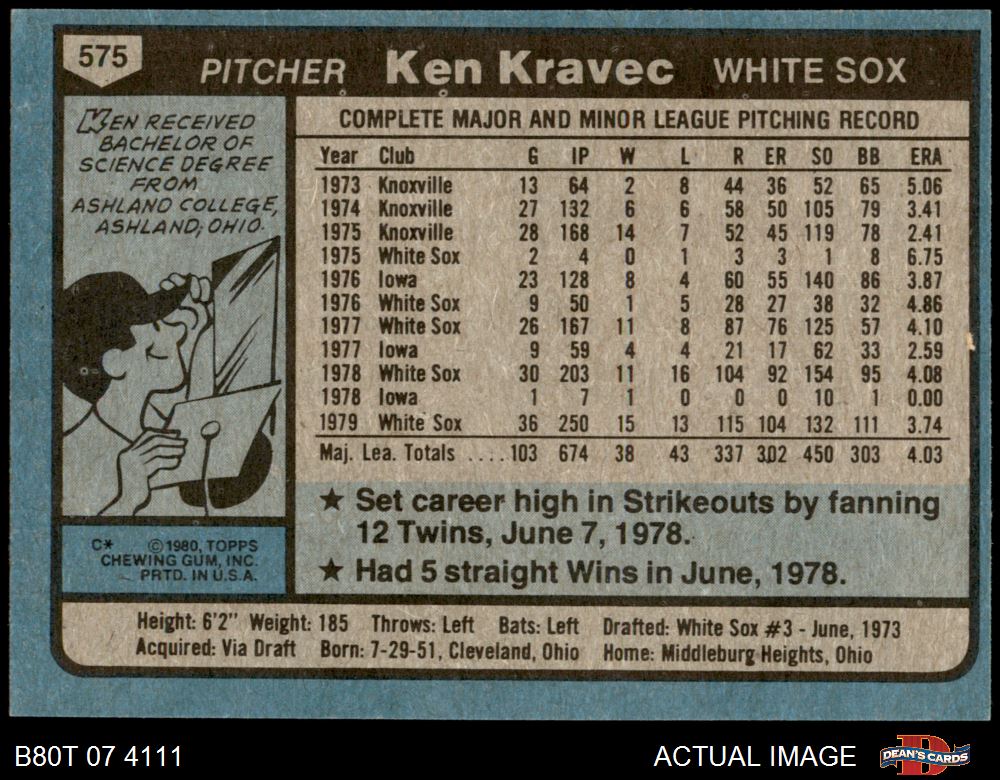 575
PITCHER Ken Kravec WHITE SOX
KEN RECEIVED
BACHELOR OF
SCIENCE DEGREE
FROM
ASHLAND COLLEGE,
ASHLAND, OHIO.
COMPLETE MAJOR AND MINOR LEAGUE PITCHING RECORD
Year Club G IP W L R ER SO BB ERA
1973 Knoxville 13 64 2 8 44 36 52 65 5.06
1974 Knoxville 27 132 6 6 58 50 105 79 3.41
1975 Knoxville 28 168 14 7 52 45 119 78 2.41
1975 White Sox 2 4 0 1 3 3 1 8 6.75
1976 Iowa 23 128 8 4 60 55 140 86 3.87
1976 White Sox 9 50 1 5 28 27 38 32 4.86
1977 White Sox 26 167 11 8 87 76 125 57 4.10
1977 Iowa 9 59 4 4 21 17 62 33 2.59
1978 White Sox 30 203 11 16 104 92 154 95 4.08
1978 Iowa 1 7 1 0 0 0 10 1 0.00
1979 White Sox 36 250 15 13 115 104 132 111 3.74
Maj. Lea. Totals ....103 674 38 43 337 302 450 303 4.03
★ Set career high in Strikeouts by fanning
12 Twins, June 7, 1978.
★ Had 5 straight Wins in June, 1978.
C* ©1980, TOPPS
CHEWING GUM, INC.
PRTD. IN U.S.A.
Height: 6'2" Weight: 185 Throws: Left Bats: Left Drafted: White Sox #3 - June, 1973
Acquired: Via Draft Born: 7-29-51, Cleveland, Ohio Home: Middleburg Heights, Ohio
B80T 07 4111
ACTUAL IMAGE
D
DEAN'S CARDS